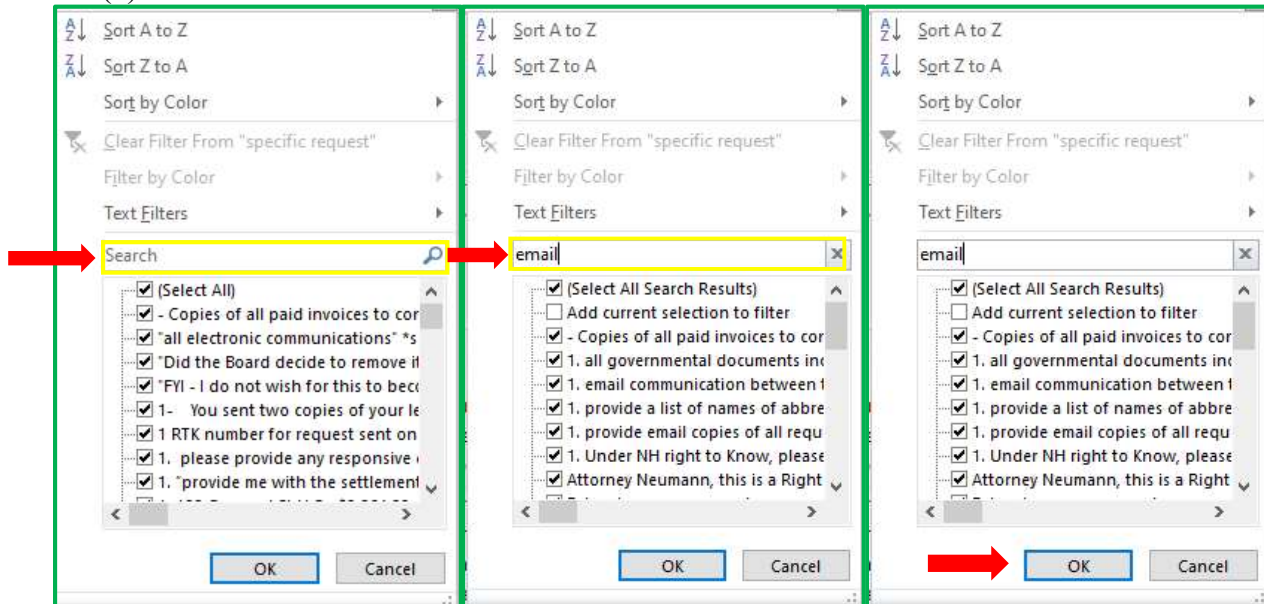 Sort A to Z
Sort Z to A
Sort by Color
Clear Filter From "specific request"
Filter by Color
Text Filters
Search
(Select All)
- Copies of all paid invoices to cor
"all electronic communications" *s
"Did the Board decide to remove it
"FYI - I do not wish for this to becc
1- You sent two copies of your le
1 RTK number for request sent on
1. please provide any responsive
1. "provide me with the settlement
OK Cancel
Sort A to Z
Sort Z to A
Sort by Color
Clear Filter From "specific request"
Filter by Color
Text Filters
email
(Select All Search Results)
Add current selection to filter
- Copies of all paid invoices to cor
1. all governmental documents inc
1. email communication between t
1. provide a list of names of abbre
1. provide email copies of all requ
1. Under NH right to Know, please
Attorney Neumann, this is a Right
OK Cancel
Sort A to Z
Sort Z to A
Sort by Color
Clear Filter From "specific request"
Filter by Color
Text Filters
email
(Select All Search Results)
Add current selection to filter
- Copies of all paid invoices to cor
1. all governmental documents inc
1. email communication between t
1. provide a list of names of abbre
1. provide email copies of all requ
1. Under NH right to Know, please
Attorney Neumann, this is a Right
OK Cancel